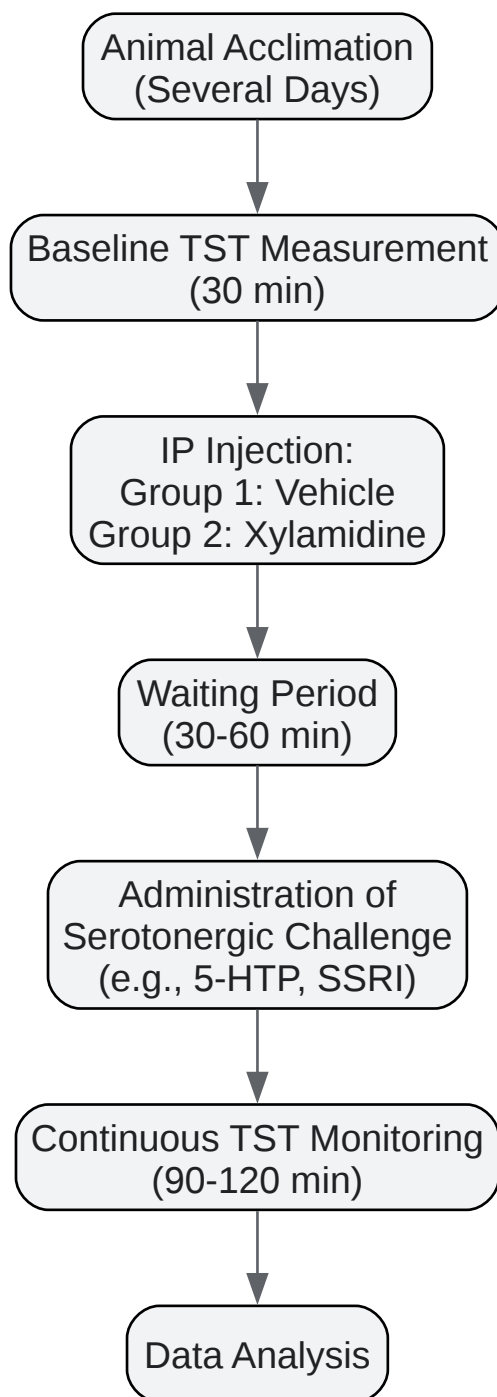 Animal Acclimation
(Several Days)
Baseline TST Measurement
(30 min)
IP Injection:
Group 1: Vehicle
Group 2: Xylamidine
Waiting Period
(30-60 min)
Administration of
Serotonergic Challenge
(e.g., 5-HTP, SSRI)
Continuous TST Monitoring
(90-120 min)
Data Analysis